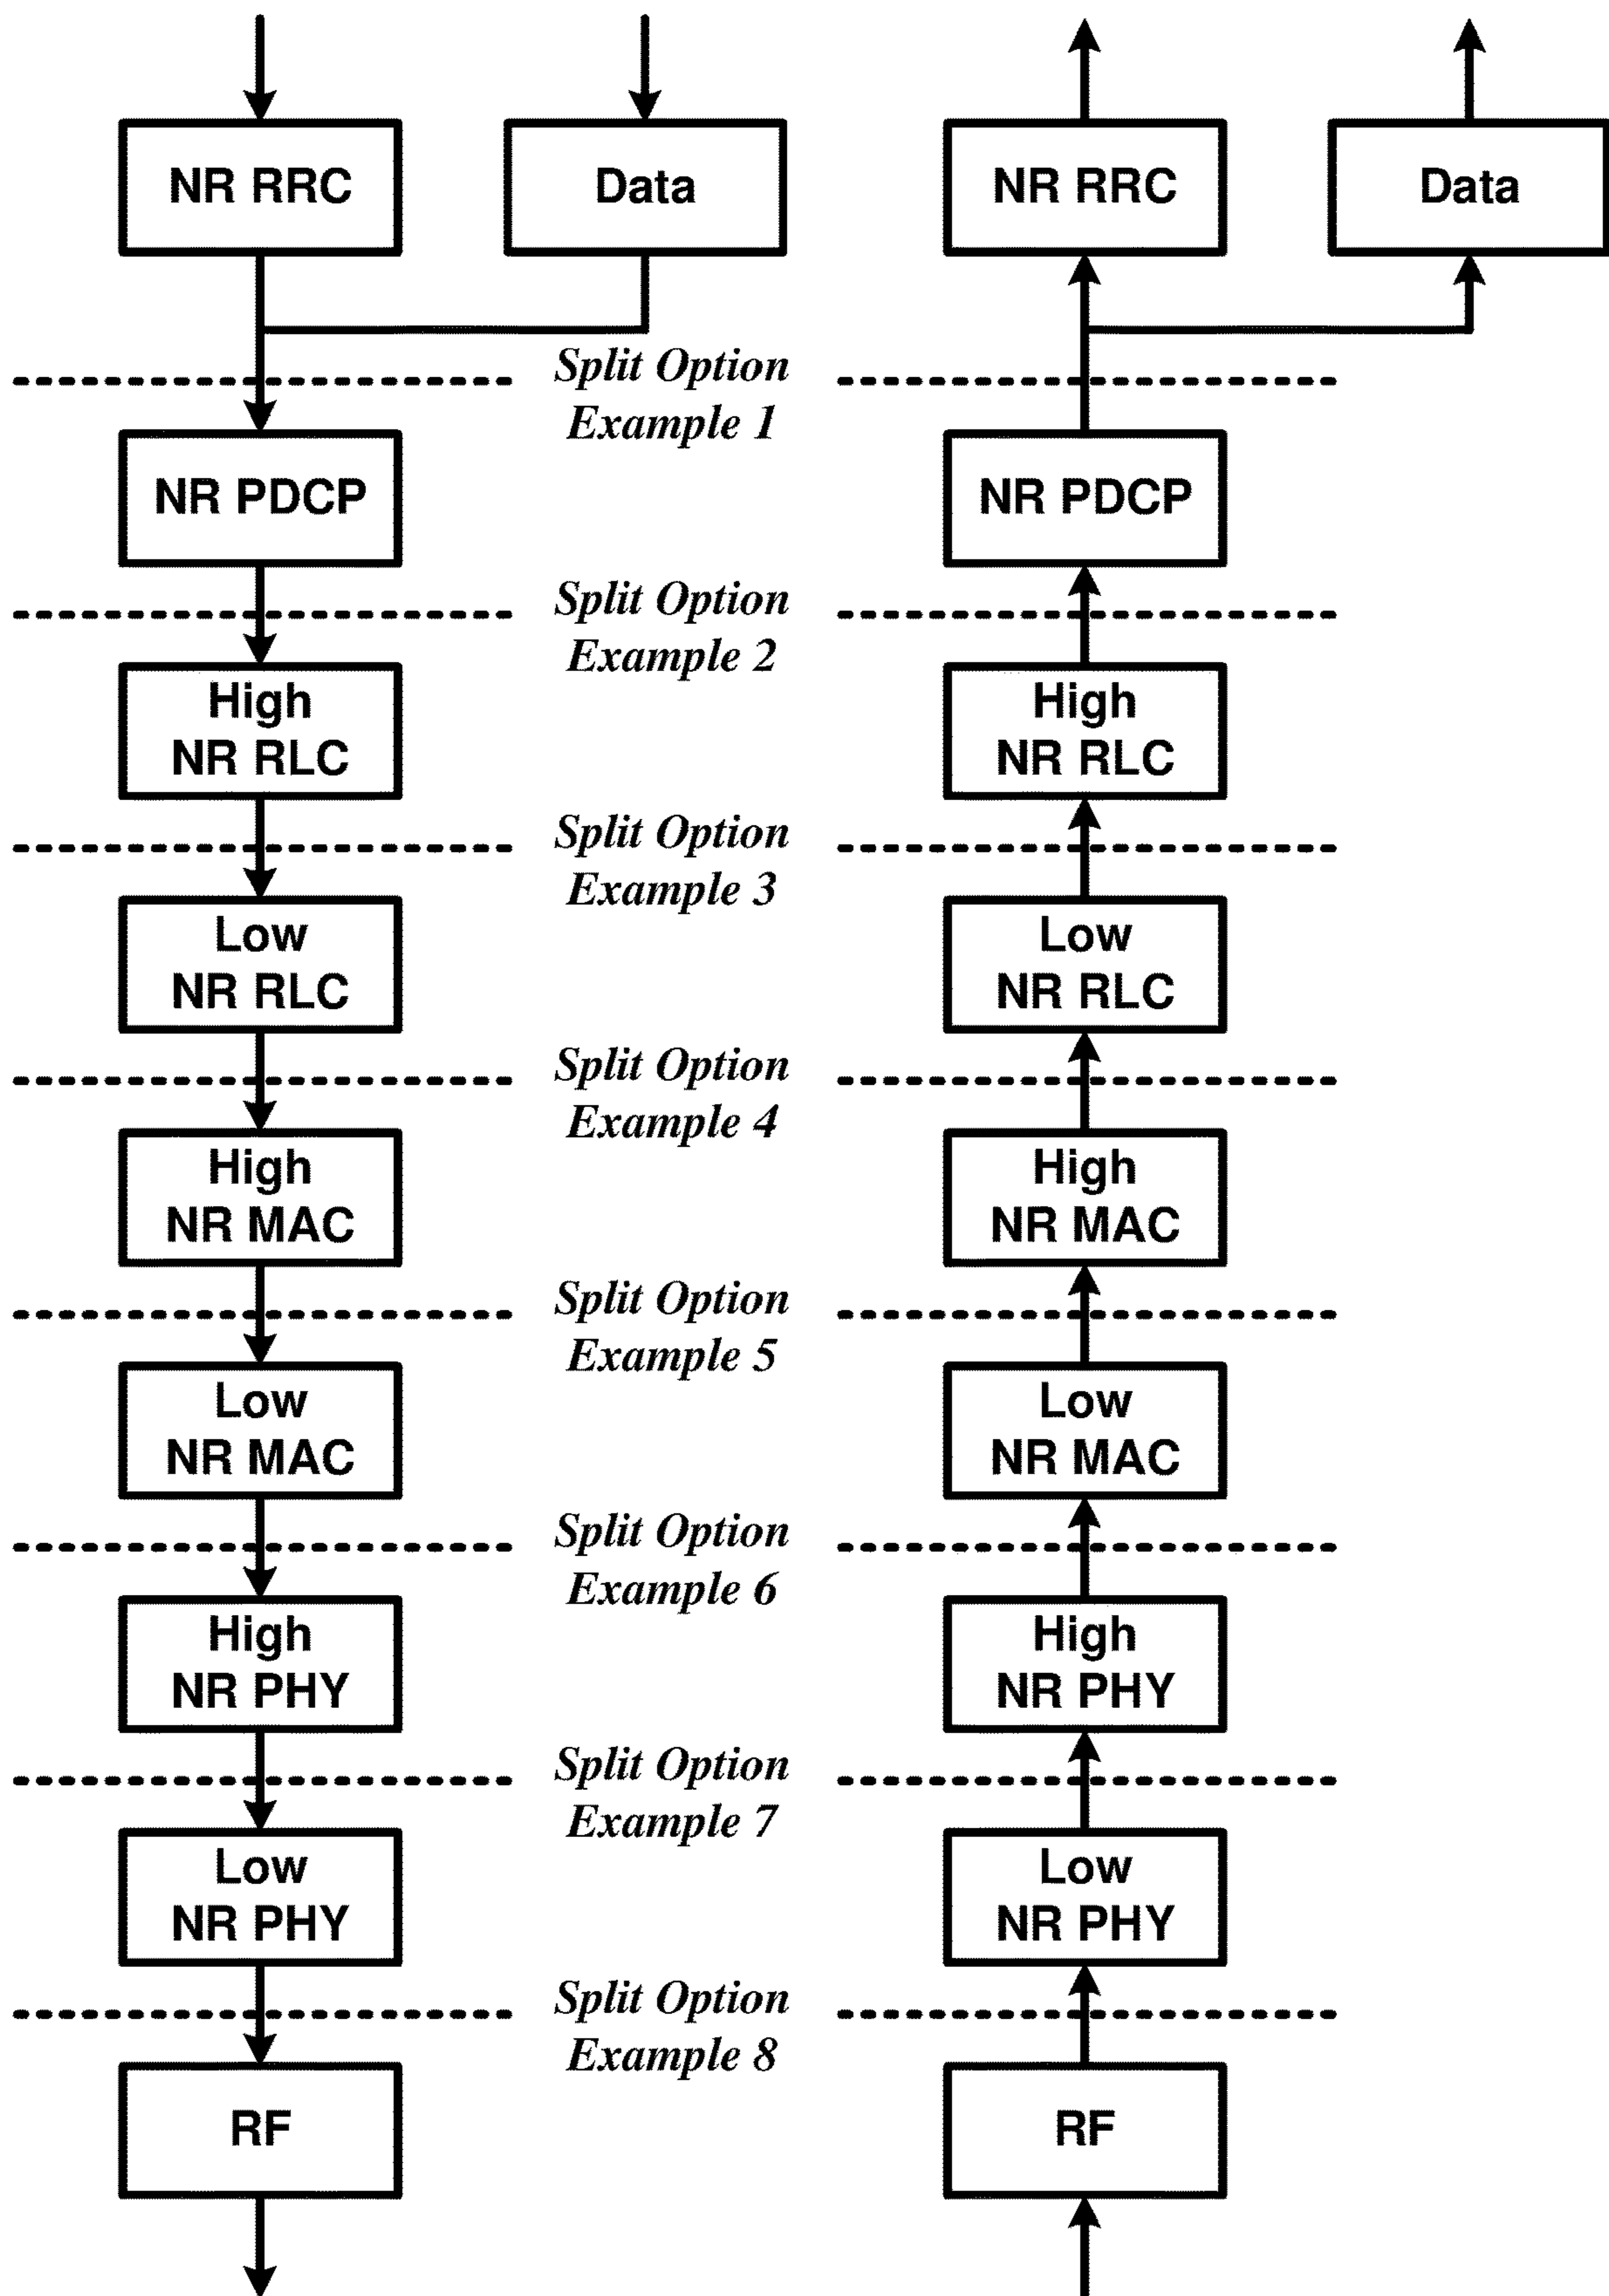 NR RRC
Data
NR RRC
Data
Split Option
Example 1
NR PDCP
NR PDCP
Split Option
Example 2
High
NR RLC
High
NR RLC
Split Option
Example 3
Low
NR RLC
Low
NR RLC
Split Option
Example 4
High
NR MAC
High
NR MAC
Split Option
Example 5
Low
NR MAC
Low
NR MAC
Split Option
Example 6
High
NR PHY
High
NR PHY
Split Option
Example 7
Low
NR PHY
Low
NR PHY
Split Option
Example 8
RF
RF